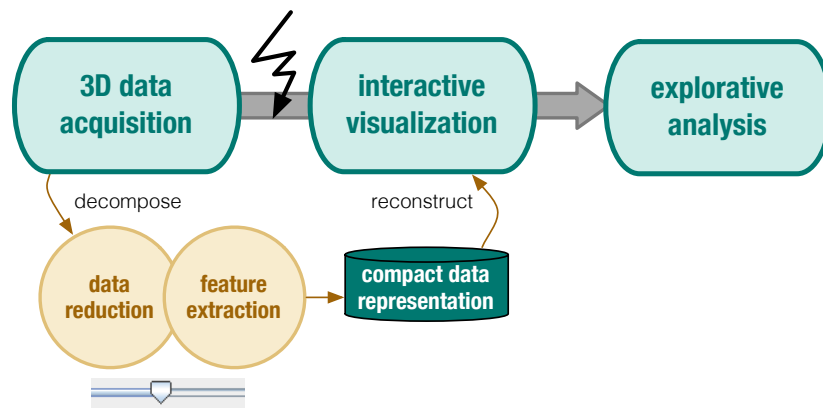 3D data
acquisition
interactive
visualization
explorative
analysis
decompose
reconstruct
data
reduction
feature
extraction
compact data
representation